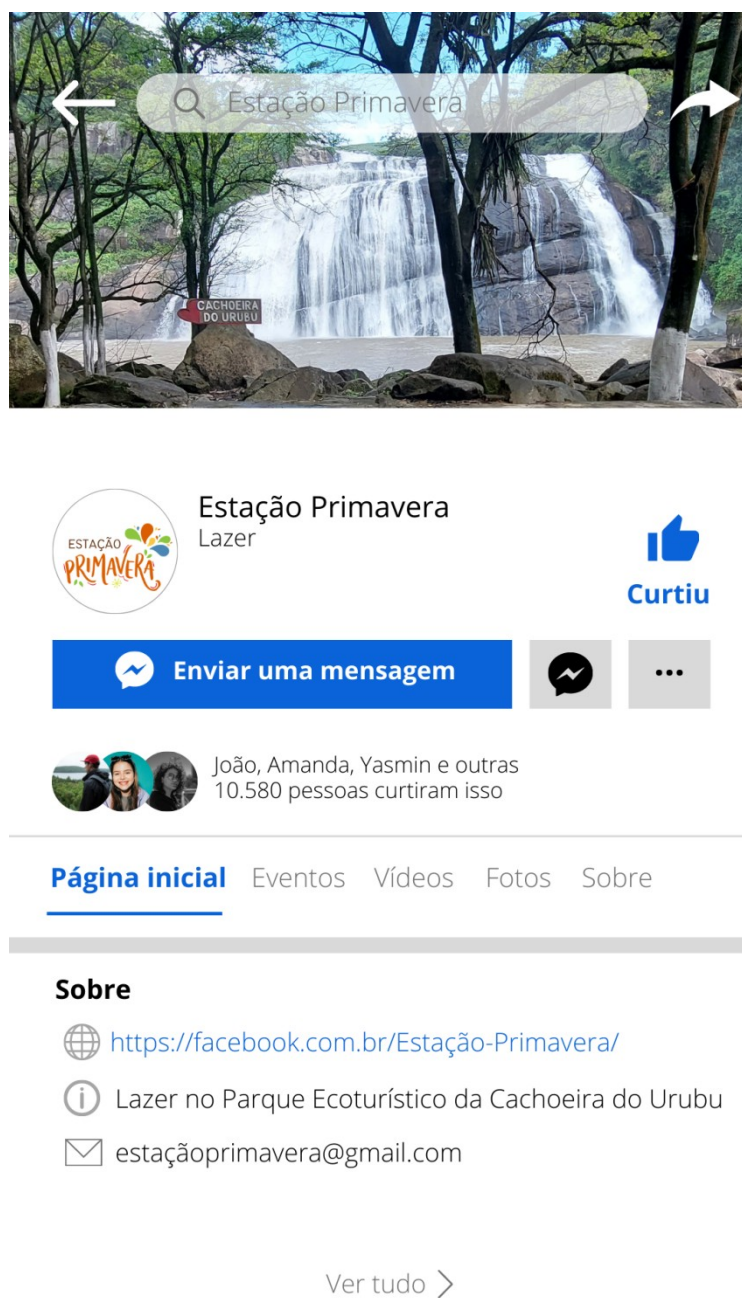 Estação Primavera
CACHOEIRA
DO URUBU
Estação Primavera
Lazer
ESTAÇÃO
PRIMAVERA
Curtiu
Enviar uma mensagem
João, Amanda, Yasmin e outras
10.580 pessoas curtiram isso
Página inicial Eventos Vídeos Fotos Sobre
Sobre
https://facebook.com.br/Estação-Primavera/
Lazer no Parque Ecoturístico da Cachoeira do Urubu
estaçãoprimavera@gmail.com
Ver tudo